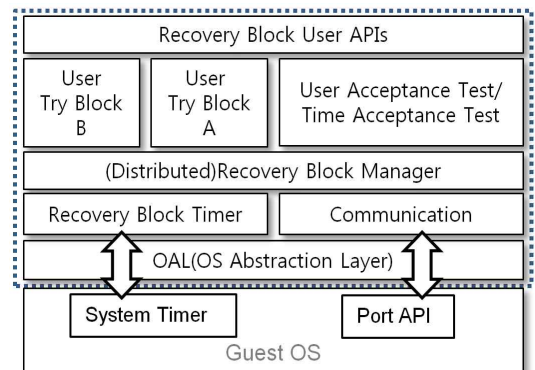 Recovery Block User APIs
User
Try Block
B
User
Try Block
A
User Acceptance Test/
Time Acceptance Test
(Distributed)Recovery Block Manager
Recovery Block Timer
Communication
OAL(OS Abstraction Layer)
System Timer
Port API
Guest OS